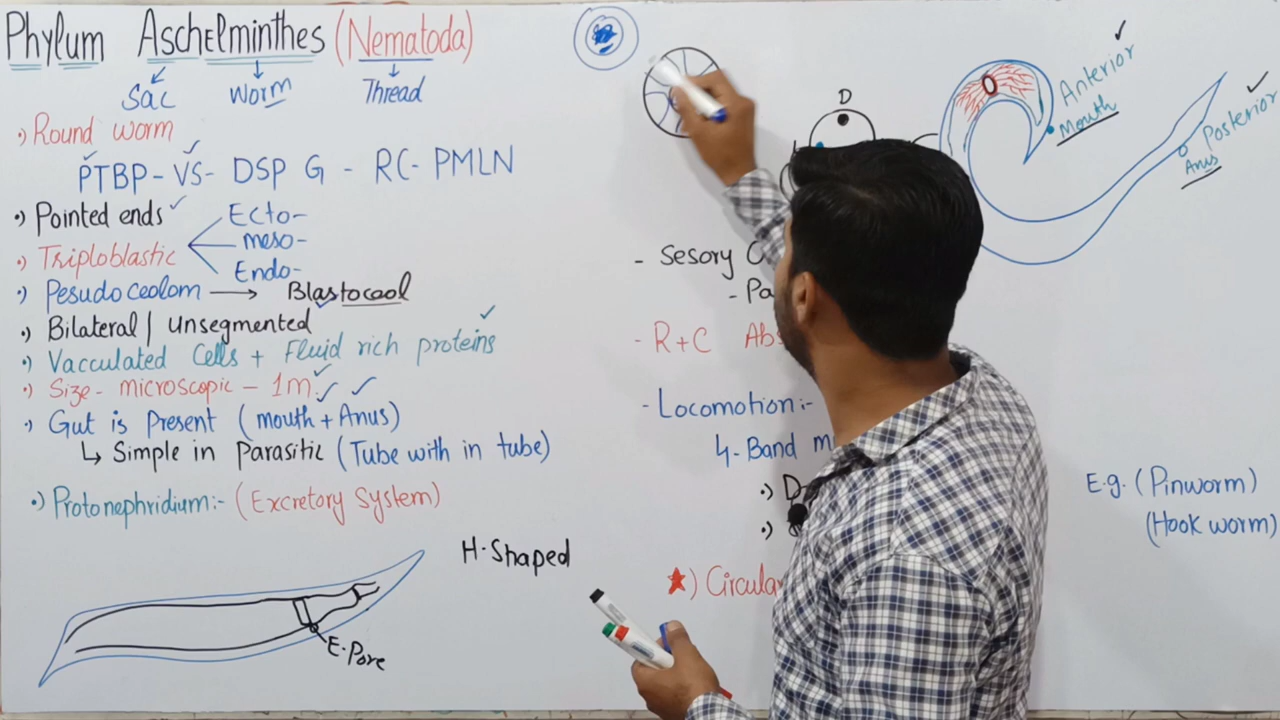 Phylum Aschelminthes (Nematoda)
Sac Worm Thread
•) Round worm
PTBP - VS - DSP G - RC - PMLN
•) Pointed ends
•) Triploblastic
Ecto-
meso-
Endo-
•) Pesudoceolom → Blastocoel
•) Bilateral / Unsegmented
•) Vacculated Cells + Fluid rich proteins
•) Size - microscopic - 1m
•) Gut is Present (mouth + Anus)
↳ Simple in Parasitic (Tube with in tube)
•) Protonephridium:- (Excretory System)
H-Shaped
E-Pore
D
Anterior
Mouth
Posterior
Anus
- Sesory
- Pa
- R+C Abs
- Locomotion:-
4-Band m
•) D
•)
★) Circula
E.g. (Pinworm)
(Hook worm)